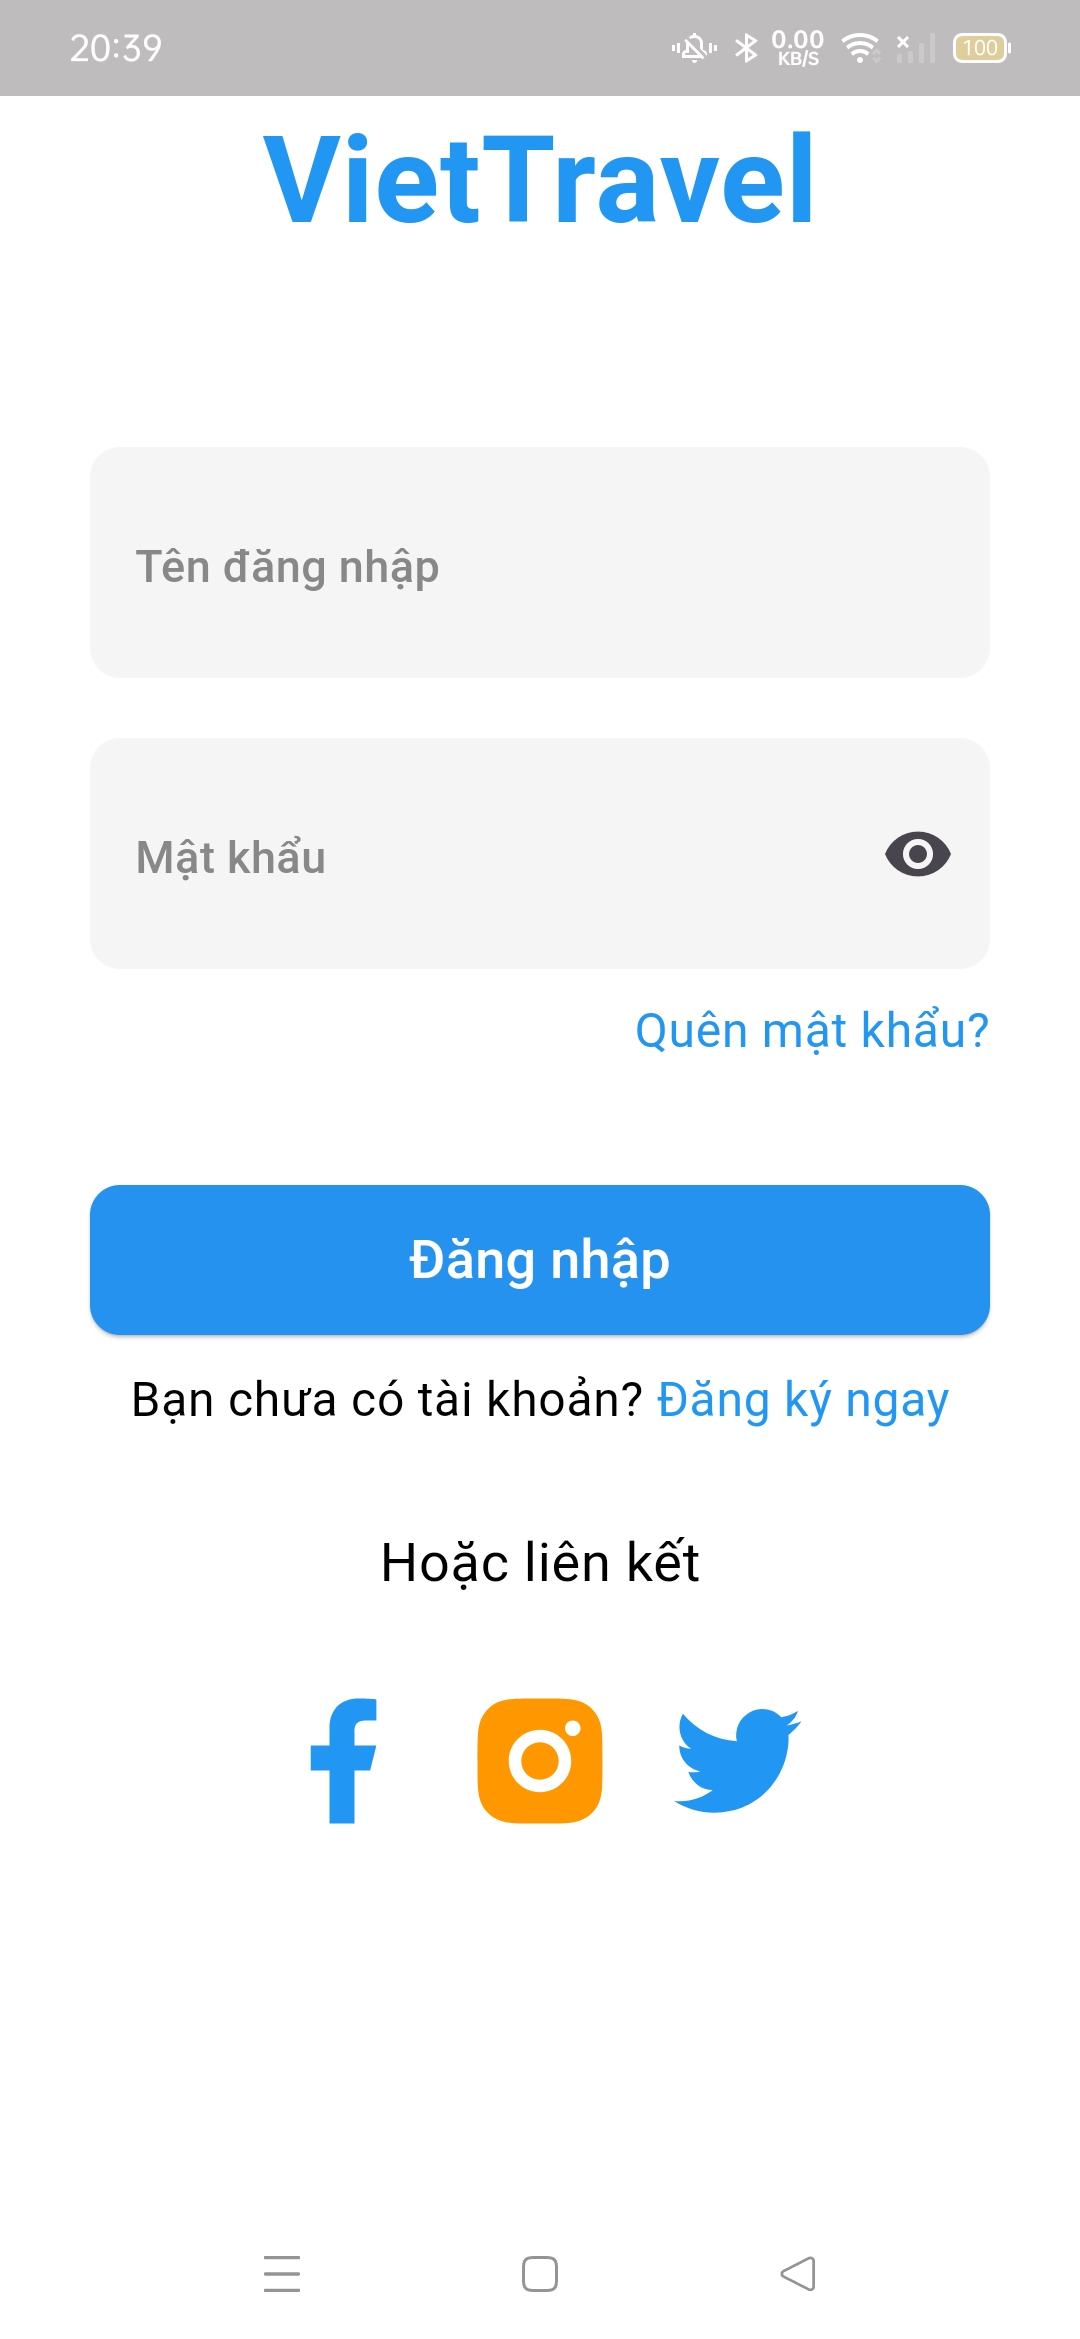 20:39
0.00
KB/S
100
VietTravel
Tên đăng nhập
Mật khẩu
Quên mật khẩu?
Đăng nhập
Bạn chưa có tài khoản? Đăng ký ngay
Hoặc liên kết